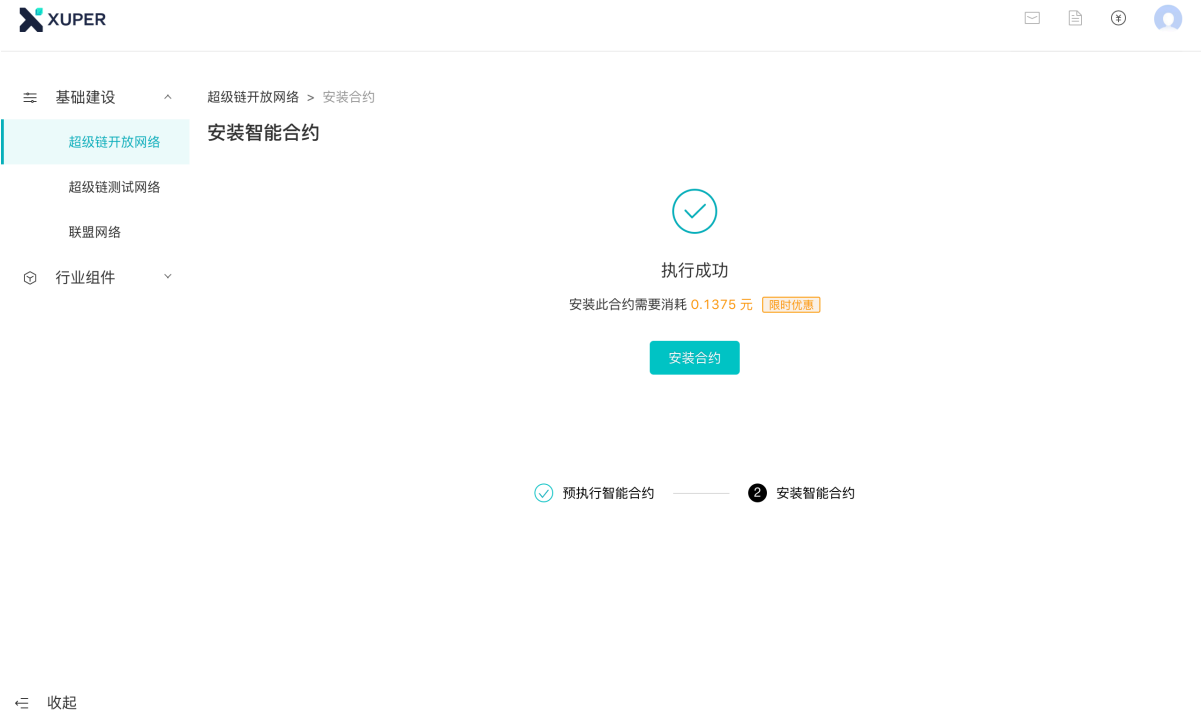 XUPER
基础建设
超级链开放网络
超级链测试网络
联盟网络
行业组件
收起
超级链开放网络 > 安装合约
安装智能合约
执行成功
安装此合约需要消耗 0.1375 元 限时优惠
安装合约
预执行智能合约 2 安装智能合约